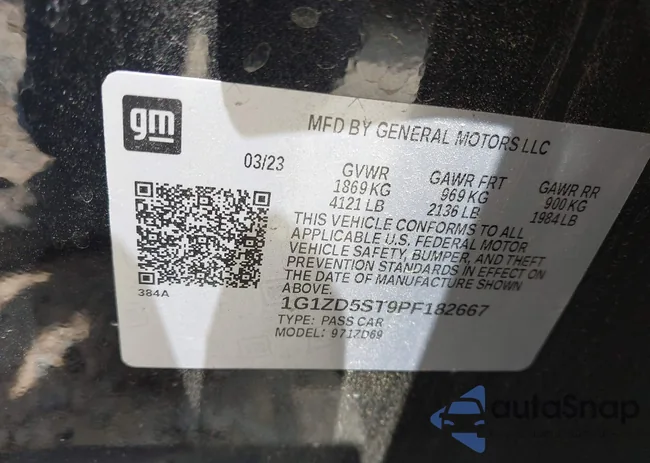 gm
MFD BY GENERAL MOTORS LLC
03/23
GVWR
1869 KG
4121 LB
GAWR FRT
969 KG
2136 LB
GAWR RR
900 KG
1984 LB
THIS VEHICLE CONFORMS TO ALL
APPLICABLE U.S. FEDERAL MOTOR
VEHICLE SAFETY, BUMPER, AND THEFT
PREVENTION STANDARDS IN EFFECT ON
THE DATE OF MANUFACTURE SHOWN
ABOVE.
384A
1G1ZD5ST9PF182667
TYPE: PASS CAR
MODEL: 971ZD69
autoSnap